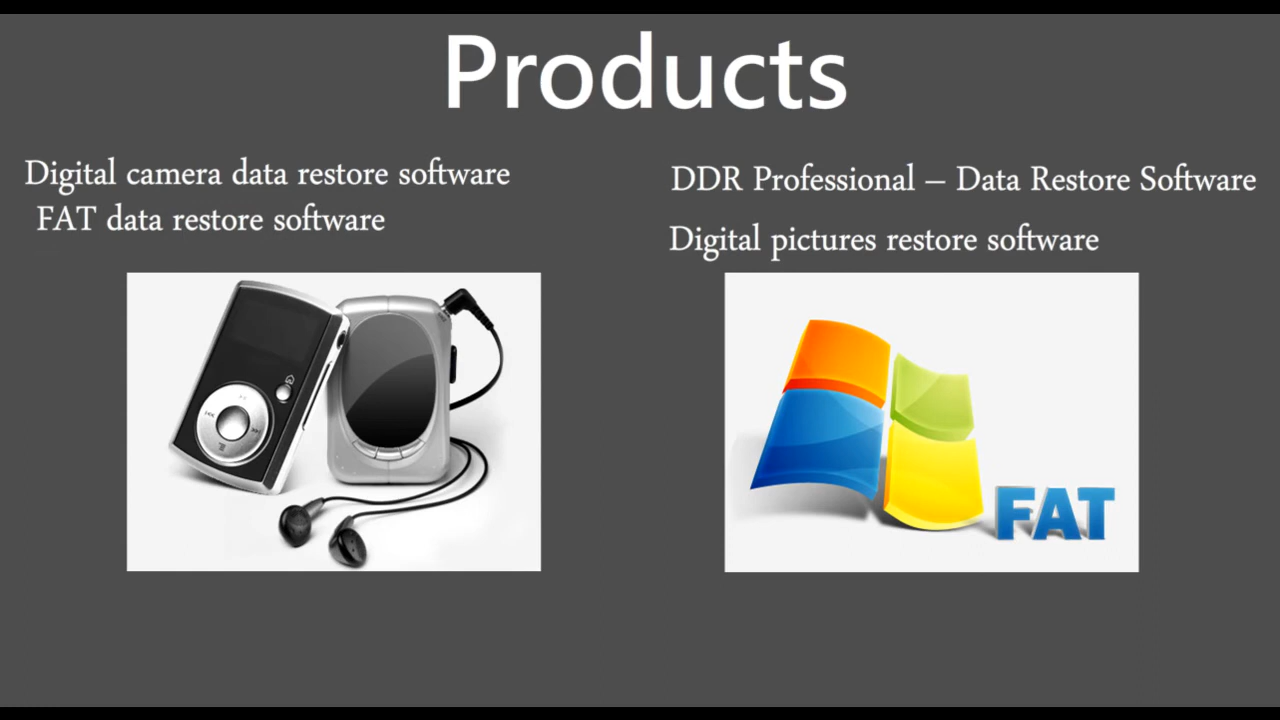 Products
Digital camera data restore software
FAT data restore software
DDR Professional – Data Restore Software
Digital pictures restore software
FAT